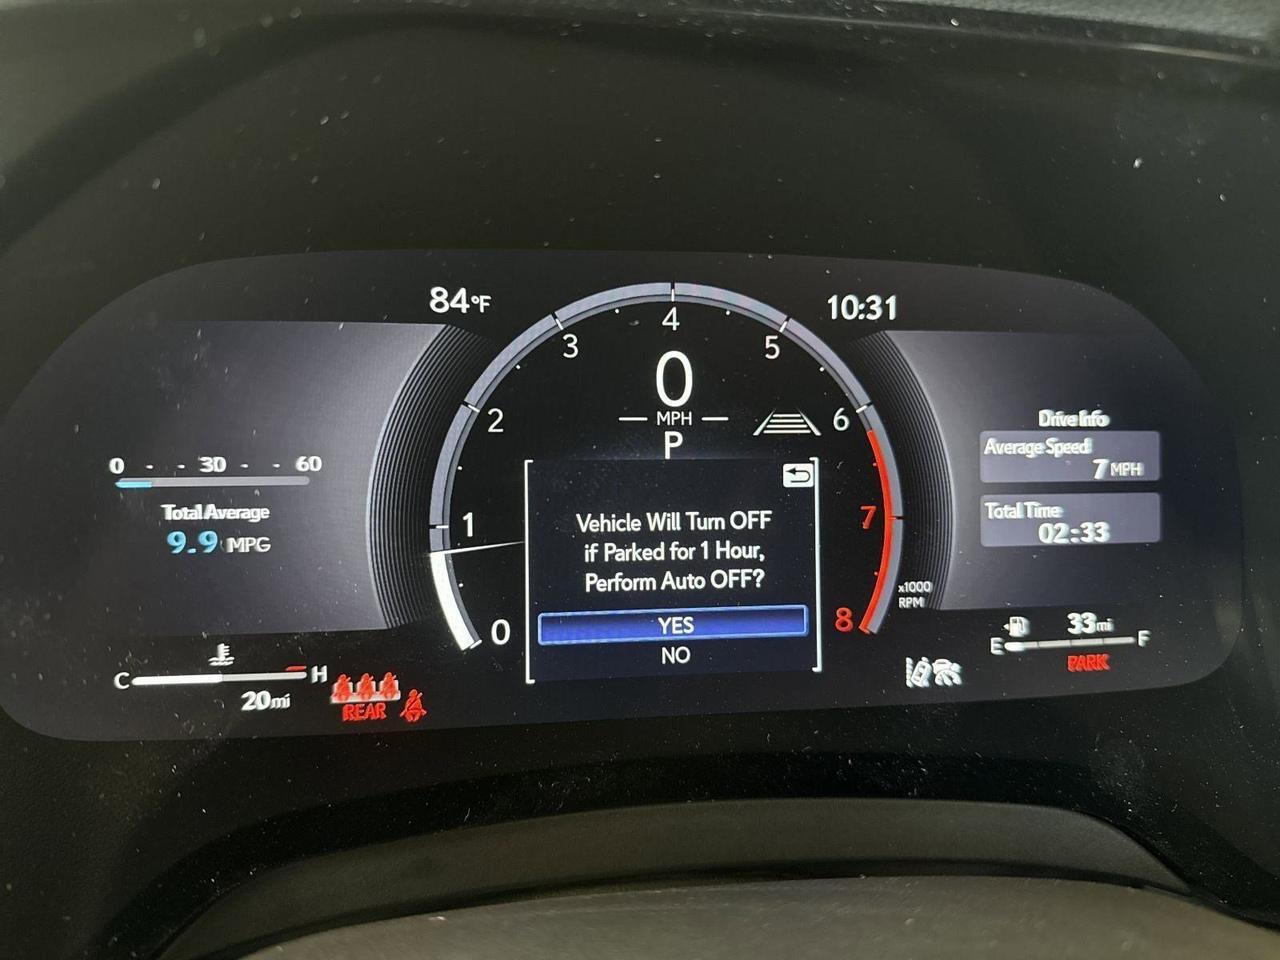 84°F
10:31
4
3
5
0
2
MPH
6
P
Drive Info
0 - - 30 - - 60
Average Speed
7 MPH
Total Average
9.9 MPG
1
Vehicle Will Turn OFF
if Parked for 1 Hour,
Perform Auto OFF?
7
Total Time
02:33
x1000
RPM
0
YES
8
NO
33mi
E
F
PARK
C
H
20mi
REAR